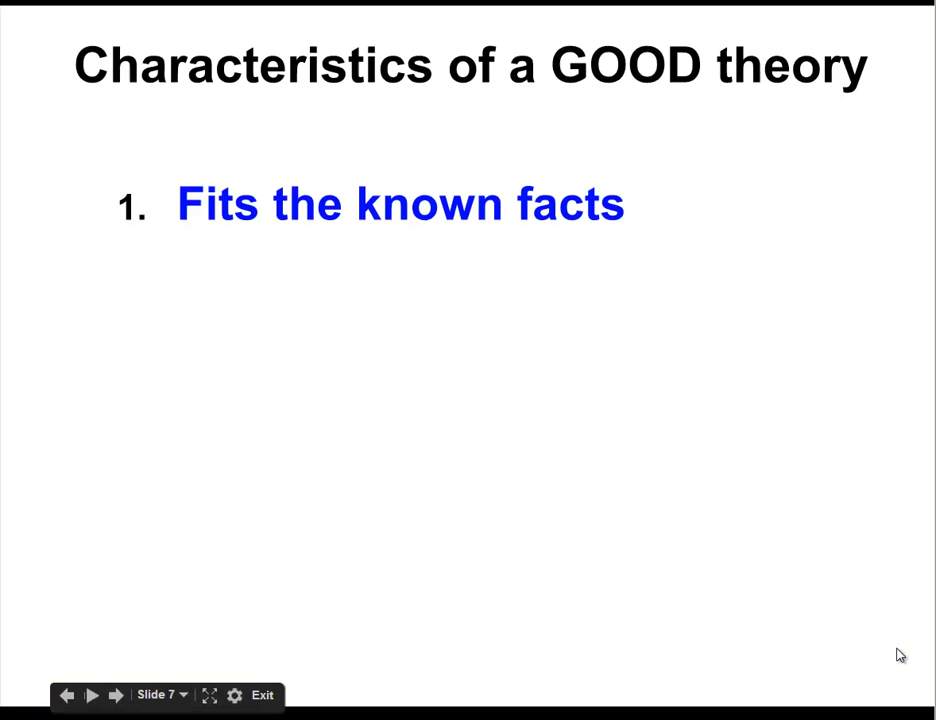 Characteristics of a GOOD theory
1. Fits the known facts
Slide 7 Exit